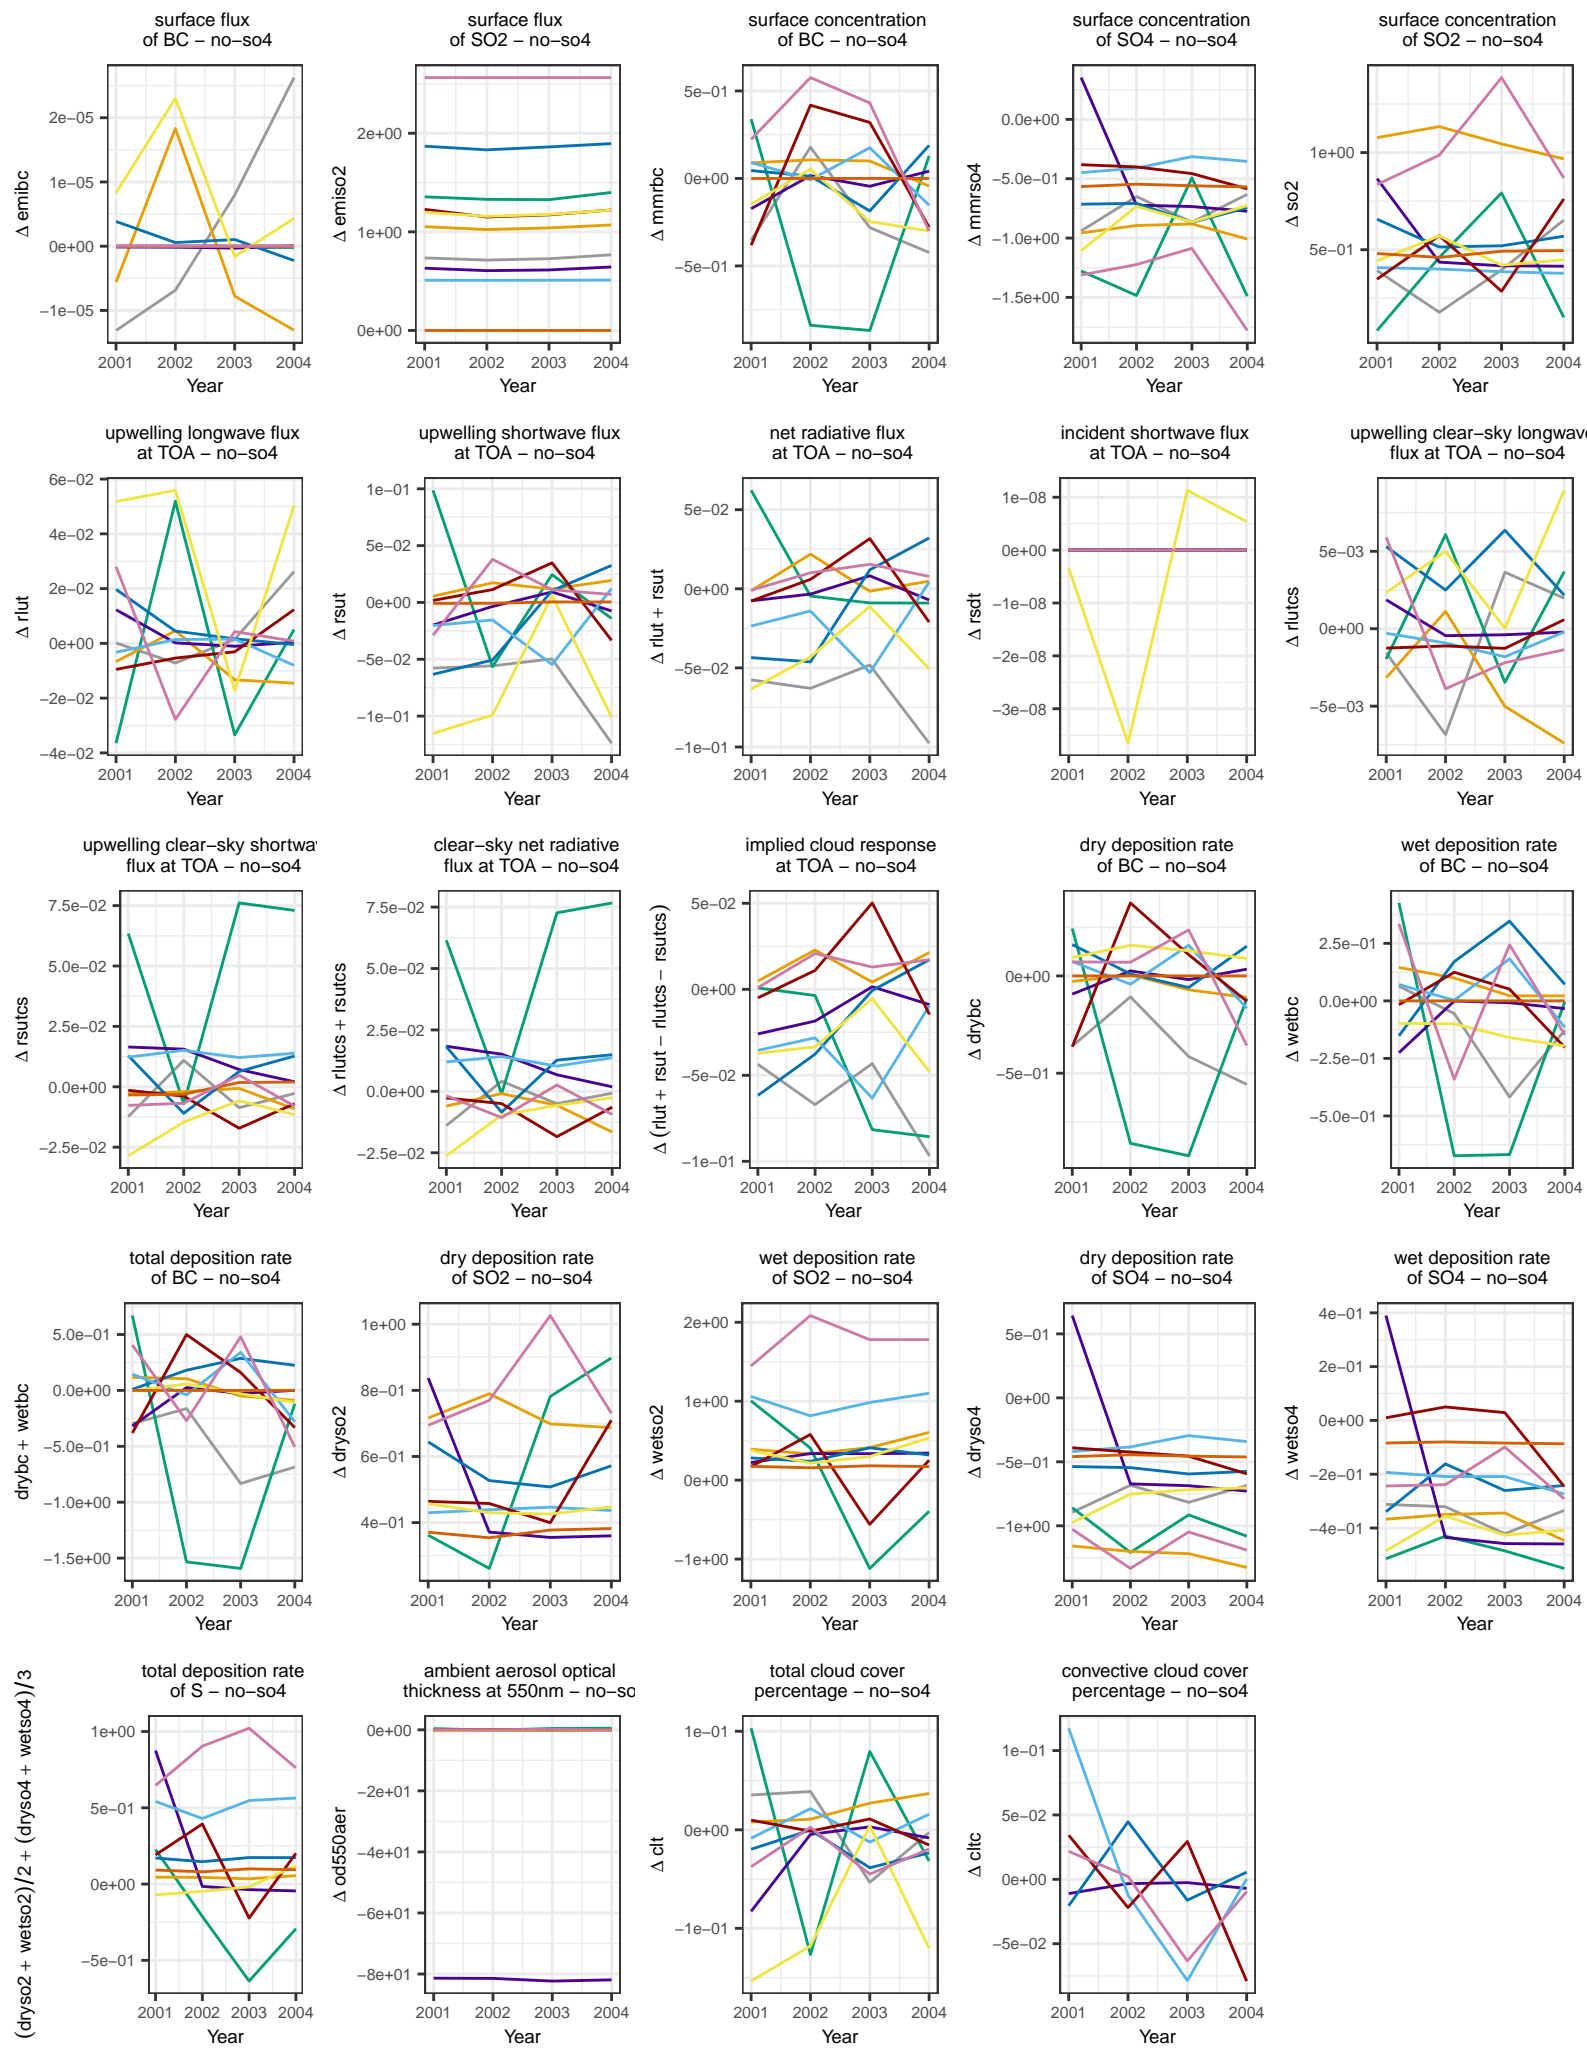 surface flux
of BC − no−so4
surface flux
of SO2 − no−so4
surface concentration
of BC − no−so4
surface concentration
of SO4 − no−so4
surface concentration
of SO2 − no−so4
Δ emibc
2e−05
1e−05
0e+00
−1e−05
2001 2002 2003 2004
Year
Δ emiso2
2e+00
1e+00
0e+00
2001 2002 2003 2004
Year
Δ mmrbc
5e−01
0e+00
−5e−01
2001 2002 2003 2004
Year
Δ mmrso4
0.0e+00
−5.0e−01
−1.0e+00
−1.5e+00
2001 2002 2003 2004
Year
Δ so2
1e+00
5e−01
2001 2002 2003 2004
Year
upwelling longwave flux
at TOA − no−so4
upwelling shortwave flux
at TOA − no−so4
net radiative flux
at TOA − no−so4
incident shortwave flux
at TOA − no−so4
upwelling clear−sky longwave
flux at TOA − no−so4
Δ rlut
6e−02
4e−02
2e−02
0e+00
−2e−02
−4e−02
2001 2002 2003 2004
Year
Δ rsut
1e−01
5e−02
0e+00
−5e−02
−1e−01
2001 2002 2003 2004
Year
Δ rlut + rsut
5e−02
0e+00
−5e−02
−1e−01
2001 2002 2003 2004
Year
Δ rsdt
1e−08
0e+00
−1e−08
−2e−08
−3e−08
2001 2002 2003 2004
Year
Δ rlutcs
5e−03
0e+00
−5e−03
2001 2002 2003 2004
Year
upwelling clear−sky shortwav
flux at TOA − no−so4
clear−sky net radiative
flux at TOA − no−so4
implied cloud response
at TOA − no−so4
dry deposition rate
of BC − no−so4
wet deposition rate
of BC − no−so4
Δ rsutcs
7.5e−02
5.0e−02
2.5e−02
0.0e+00
−2.5e−02
2001 2002 2003 2004
Year
Δ rlutcs + rsutcs
7.5e−02
5.0e−02
2.5e−02
0.0e+00
−2.5e−02
2001 2002 2003 2004
Year
Δ (rlut + rsut − rlutcs − rsutcs)
5e−02
0e+00
−5e−02
−1e−01
2001 2002 2003 2004
Year
Δ drybc
0e+00
−5e−01
2001 2002 2003 2004
Year
Δ wetbc
2.5e−01
0.0e+00
−2.5e−01
−5.0e−01
2001 2002 2003 2004
Year
total deposition rate
of BC − no−so4
dry deposition rate
of SO2 − no−so4
wet deposition rate
of SO2 − no−so4
dry deposition rate
of SO4 − no−so4
wet deposition rate
of SO4 − no−so4
drybc + wetbc
5.0e−01
0.0e+00
−5.0e−01
−1.0e+00
−1.5e+00
2001 2002 2003 2004
Year
Δ dryso2
1e+00
8e−01
6e−01
4e−01
2001 2002 2003 2004
Year
Δ wetso2
2e+00
1e+00
0e+00
−1e+00
2001 2002 2003 2004
Year
Δ dryso4
5e−01
0e+00
−5e−01
−1e+00
2001 2002 2003 2004
Year
Δ wetso4
4e−01
2e−01
0e+00
−2e−01
−4e−01
2001 2002 2003 2004
Year
total deposition rate
of S − no−so4
ambient aerosol optical
thickness at 550nm − no−so
total cloud cover
percentage − no−so4
convective cloud cover
percentage − no−so4
(dryso2 + wetso2)/2 + (dryso4 + wetso4)/3
1e+00
5e−01
0e+00
−5e−01
2001 2002 2003 2004
Year
Δ od550aer
0e+00
−2e+01
−4e+01
−6e+01
−8e+01
2001 2002 2003 2004
Year
Δ clt
1e−01
0e+00
−1e−01
2001 2002 2003 2004
Year
Δ cltc
1e−01
5e−02
0e+00
−5e−02
2001 2002 2003 2004
Year